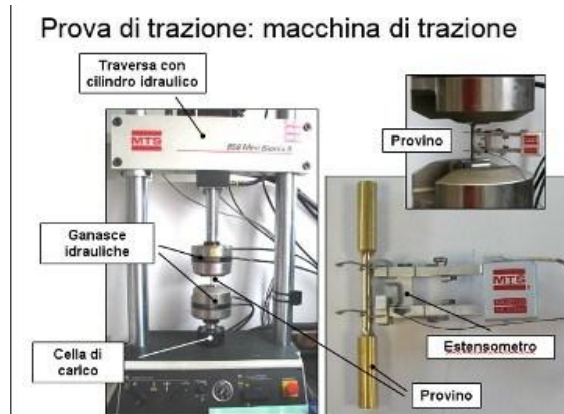 Prova di trazione: macchina di trazione
Traversa con
cilindro idraulico
MTS
858 Mini Bionix II
Provino
Ganasce
idrauliche
MTS
Cella di
carico
Estensometro
Provino